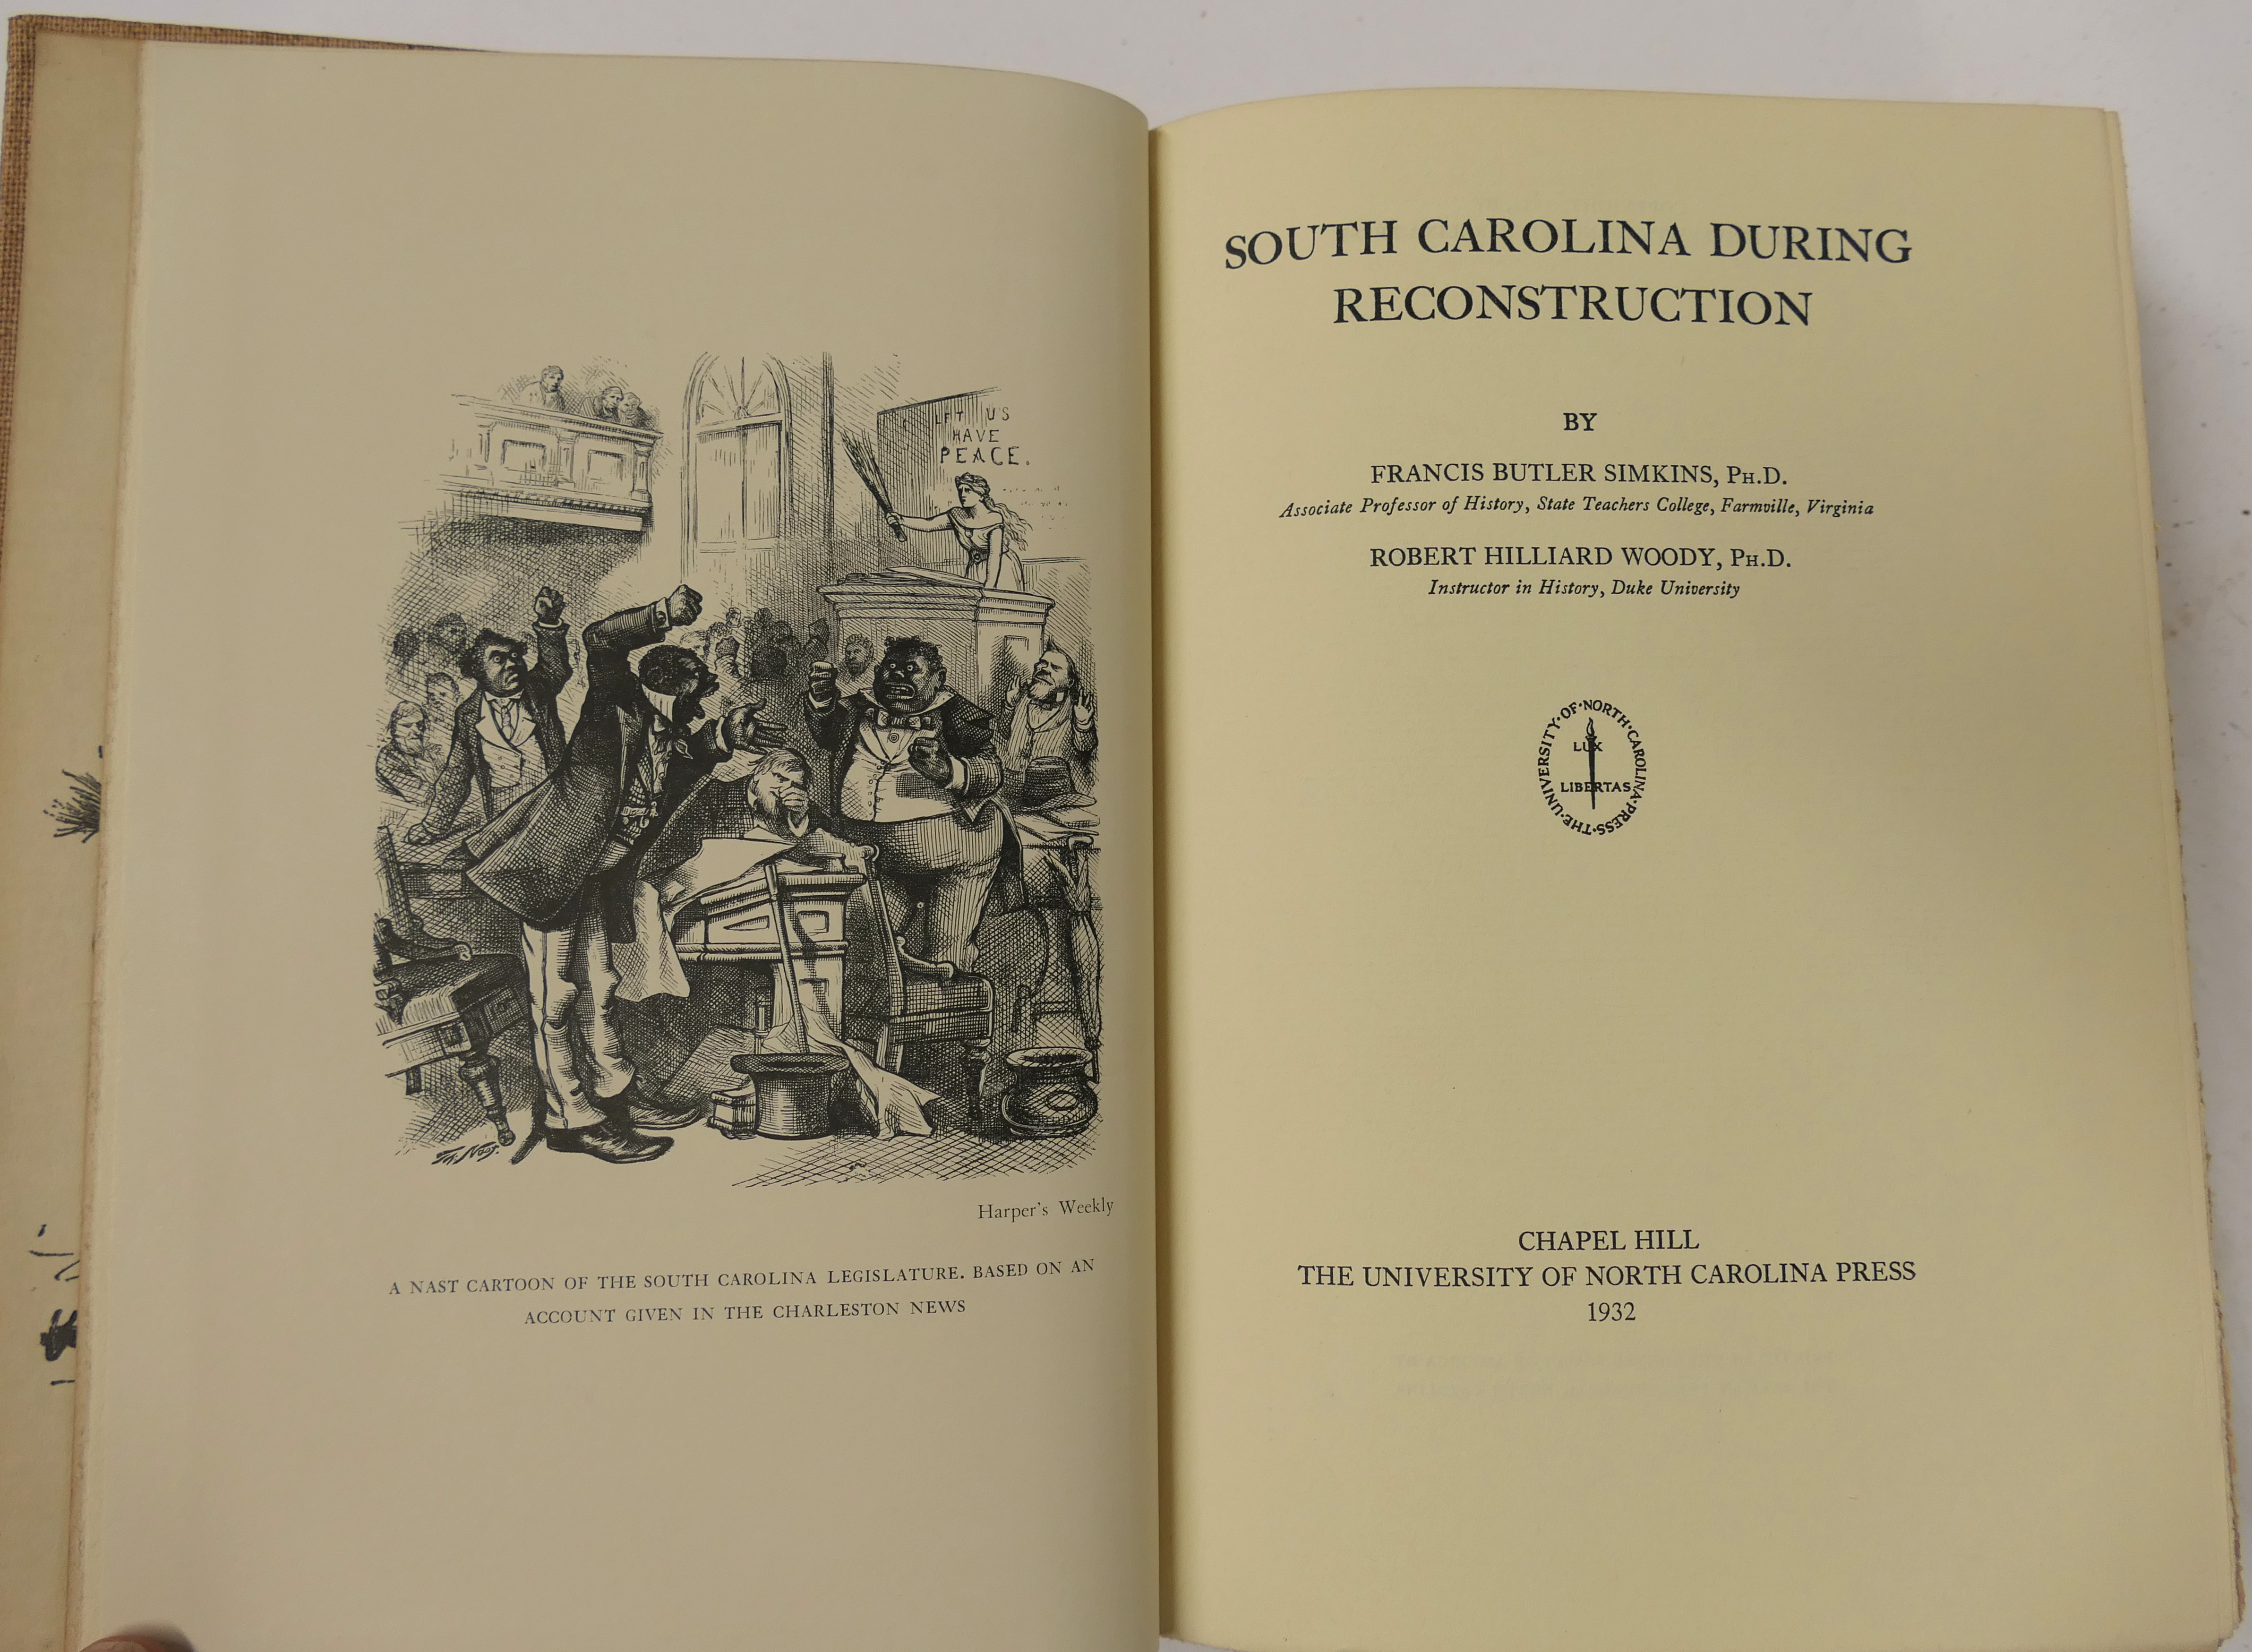 LET US
HAVE
PEACE.
Th. Nast.
Harper's Weekly
A NAST CARTOON OF THE SOUTH CAROLINA LEGISLATURE. BASED ON AN
ACCOUNT GIVEN IN THE CHARLESTON NEWS
SOUTH CAROLINA DURING
RECONSTRUCTION
BY
FRANCIS BUTLER SIMKINS, PH.D.
Associate Professor of History, State Teachers College, Farmville, Virginia
ROBERT HILLIARD WOODY, PH.D.
Instructor in History, Duke University
THE·UNIVERSITY·OF·NORTH·CAROLINA·PRESS·
LUX
LIBERTAS
CHAPEL HILL
THE UNIVERSITY OF NORTH CAROLINA PRESS
1932